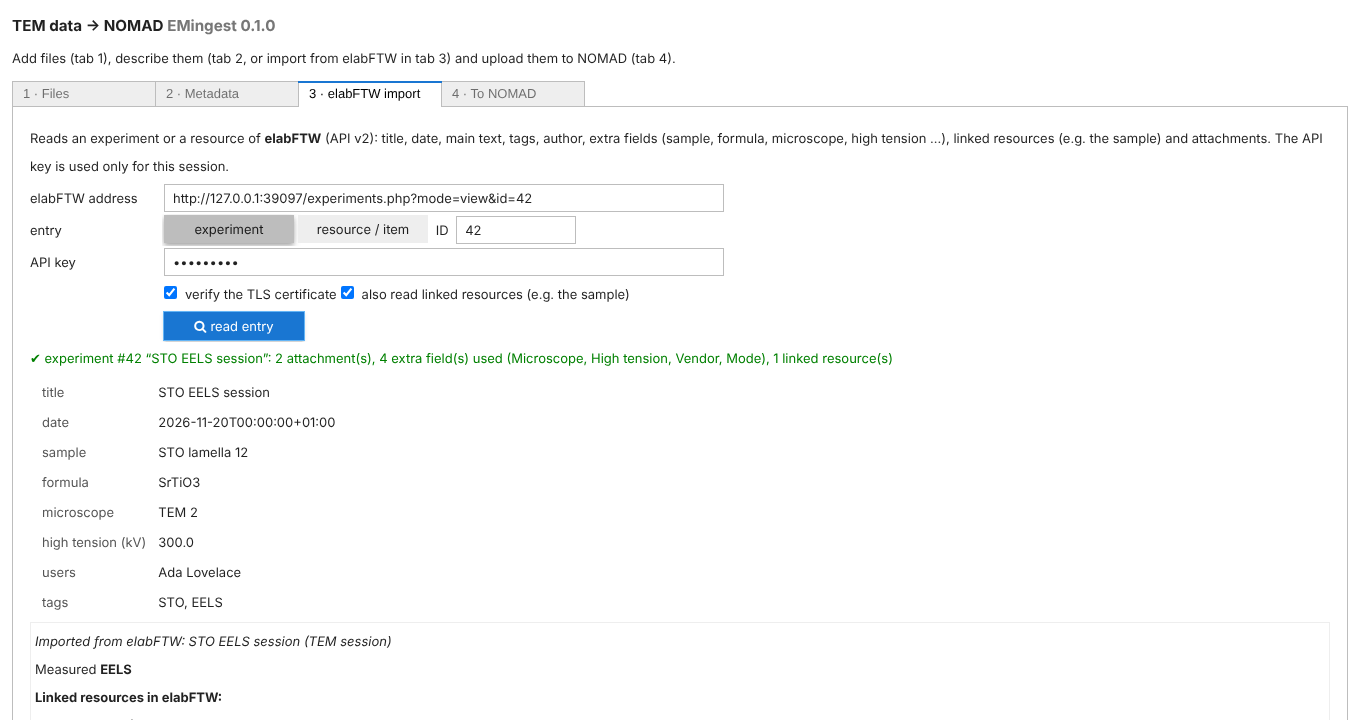 TEM data → NOMAD EMingest 0.1.0
Add files (tab 1), describe them (tab 2, or import from elabFTW in tab 3) and upload them to NOMAD (tab 4).
1 · Files
2 · Metadata
3 · elabFTW import
4 · To NOMAD
Reads an experiment or a resource of elabFTW (API v2): title, date, main text, tags, author, extra fields (sample, formula, microscope, high tension ...), linked resources (e.g. the sample) and attachments. The API
key is used only for this session.
elabFTW address http://127.0.0.1:39097/experiments.php?mode=view&id=42
entry experiment resource / item ID 42
API key •••••••••
verify the TLS certificate also read linked resources (e.g. the sample)
read entry
✔ experiment #42 “STO EELS session”: 2 attachment(s), 4 extra field(s) used (Microscope, High tension, Vendor, Mode), 1 linked resource(s)
title STO EELS session
date 2026-11-20T00:00:00+01:00
sample STO lamella 12
formula SrTiO3
microscope TEM 2
high tension (kV) 300.0
users Ada Lovelace
tags STO, EELS
Imported from elabFTW: STO EELS session (TEM session)
Measured EELS
Linked resources in elabFTW: